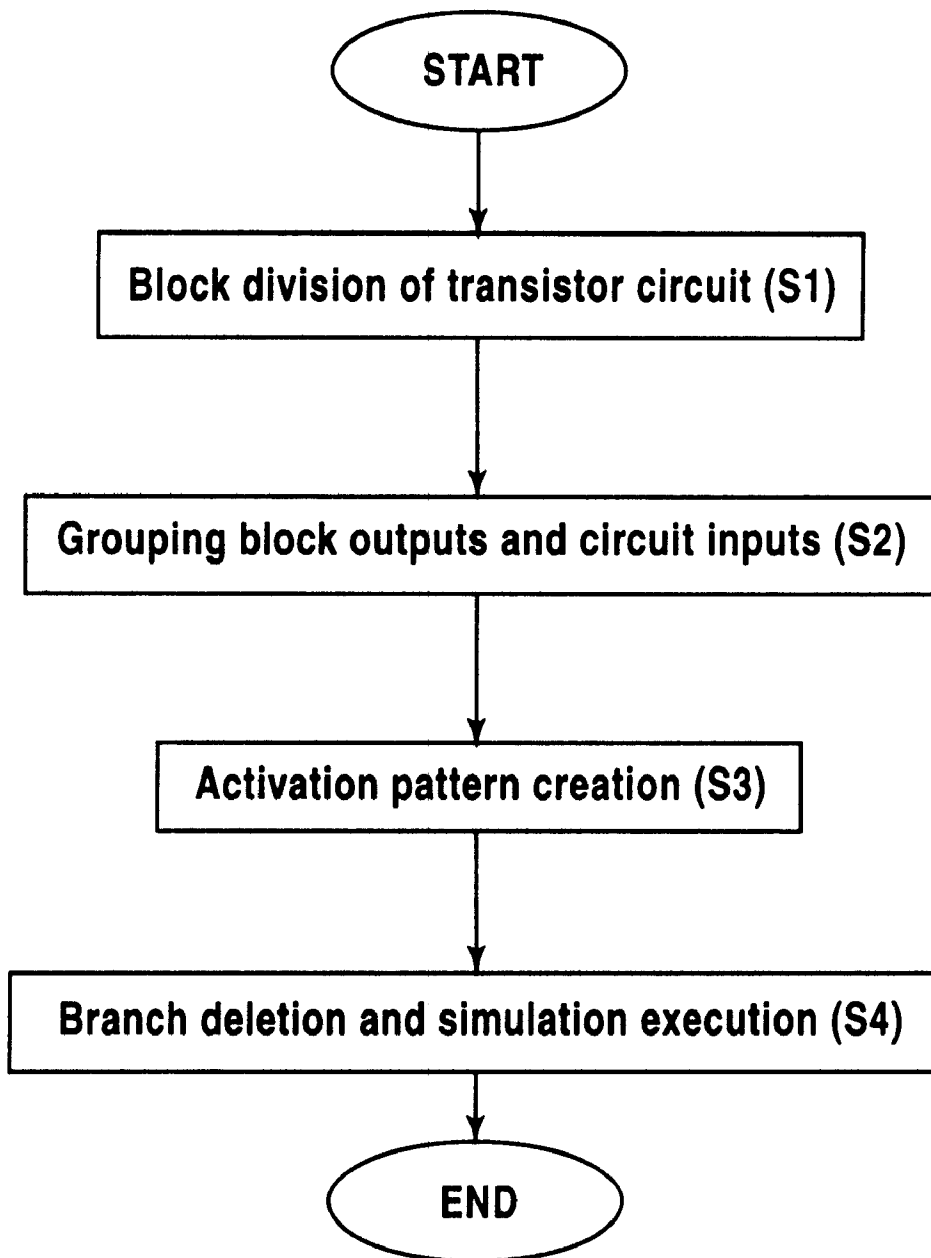 START
Block division of transistor circuit (S1)
Grouping block outputs and circuit inputs (S2)
Activation pattern creation (S3)
Branch deletion and simulation execution (S4)
END